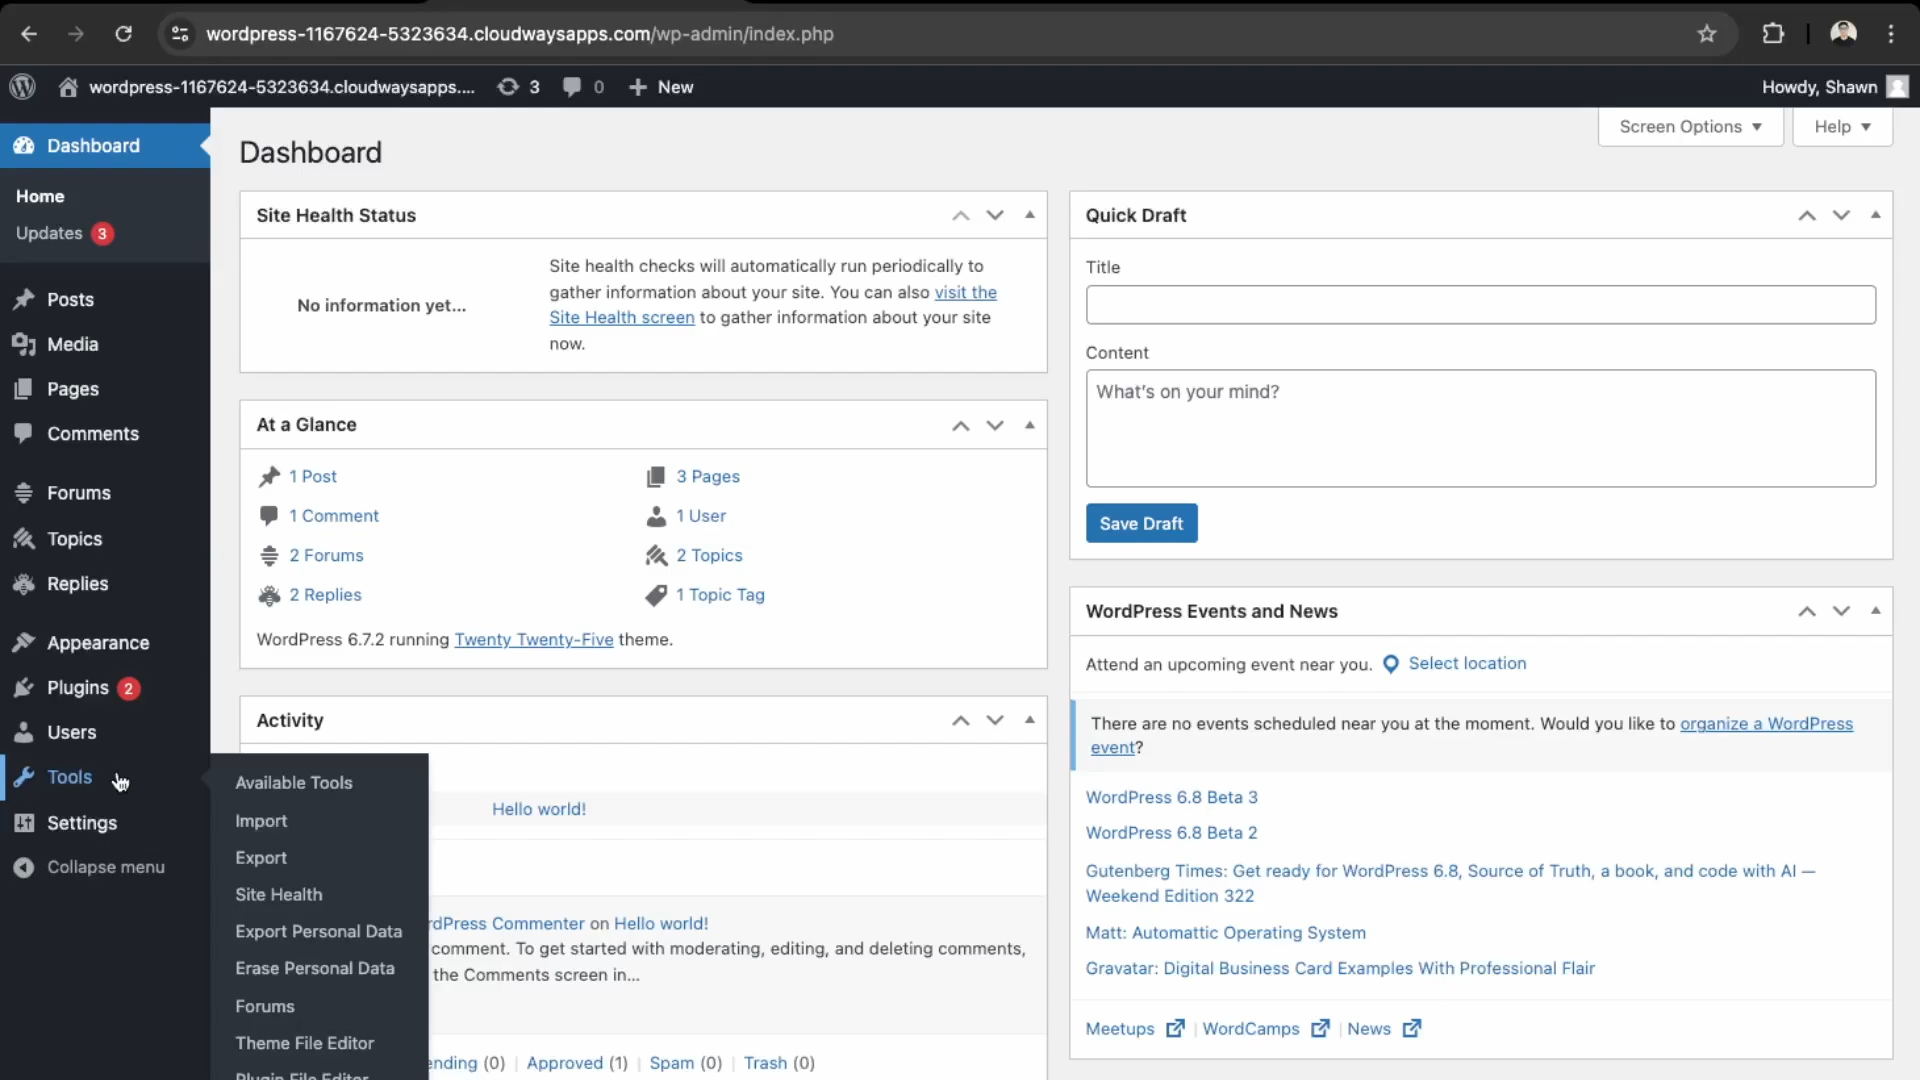 wordpress-1167624-5323634.cloudwaysapps.com/wp-admin/index.php
wordpress-1167624-5323634.cloudwaysapps.... 3 0 + New
Howdy, Shawn
Dashboard
Home
Updates 3
Posts
Media
Pages
Comments
Forums
Topics
Replies
Appearance
Plugins 2
Users
Tools
Settings
Collapse menu
Available Tools
Import
Export
Site Health
Export Personal Data
Erase Personal Data
Forums
Theme File Editor
Plugin File Editor
Screen Options ▼
Help ▼
Dashboard
Site Health Status
No information yet...
Site health checks will automatically run periodically to
gather information about your site. You can also visit the
Site Health screen to gather information about your site
now.
At a Glance
1 Post
3 Pages
1 Comment
1 User
2 Forums
2 Topics
2 Replies
1 Topic Tag
WordPress 6.7.2 running Twenty Twenty-Five theme.
Activity
Hello world!
rdPress Commenter on Hello world!
comment. To get started with moderating, editing, and deleting comments,
the Comments screen in...
ending (0) | Approved (1) | Spam (0) | Trash (0)
Quick Draft
Title
Content
What's on your mind?
Save Draft
WordPress Events and News
Attend an upcoming event near you. Select location
There are no events scheduled near you at the moment. Would you like to organize a WordPress
event?
WordPress 6.8 Beta 3
WordPress 6.8 Beta 2
Gutenberg Times: Get ready for WordPress 6.8, Source of Truth, a book, and code with AI —
Weekend Edition 322
Matt: Automattic Operating System
Gravatar: Digital Business Card Examples With Professional Flair
Meetups | WordCamps | News